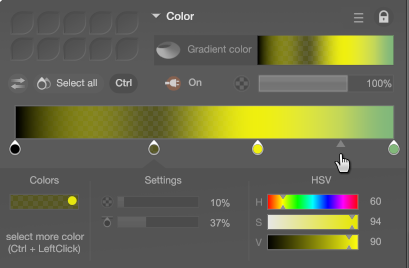 Color
Gradient color
Select all Ctrl On 100%
Colors Settings HSV
10% H 60
37% S 94
select more color V 90
(Ctrl + LeftClick)